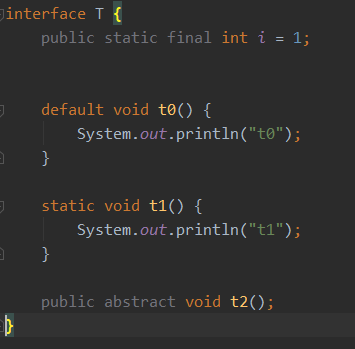 interface T {
public static final int i = 1;
default void t0() {
System.out.println("t0");
}
static void t1() {
System.out.println("t1");
}
public abstract void t2();
}